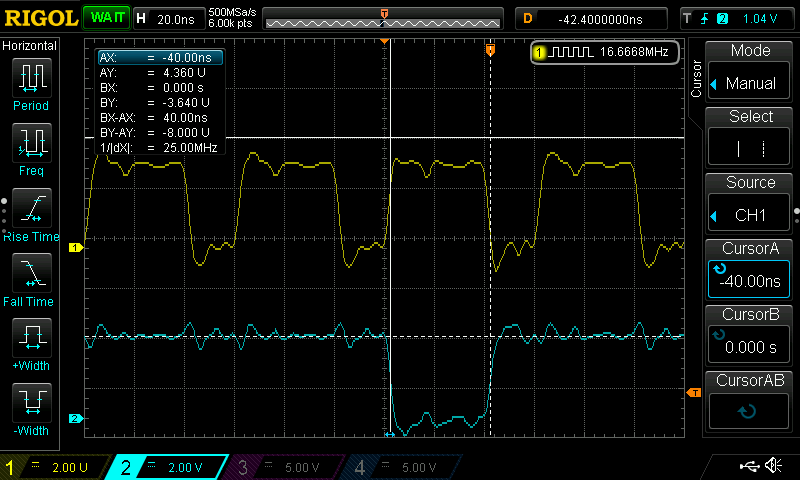 RIGOL WAIT H 20.0ns 500MSa/s 6.00k pts D -42.4000000ns T 2 1.04 V
Horizontal
Period
Freq
Rise Time
Fall Time
+Width
-Width
AX: = -40.00ns
AY: = 4.360 U
BX: = 0.000 s
BY: = -3.640 U
BX-AX: = 40.00ns
BY-AY: = -8.000 U
1/|dX|: = 25.00MHz
T
T
1 16.6668MHz
1
2
T
Cursor
Mode
Manual
Select
Source
CH1
CursorA
-40.00ns
CursorB
0.000 s
CursorAB
1 = 2.00 U 2 = 2.00 V 3 = 5.00 V 4 = 5.00 V